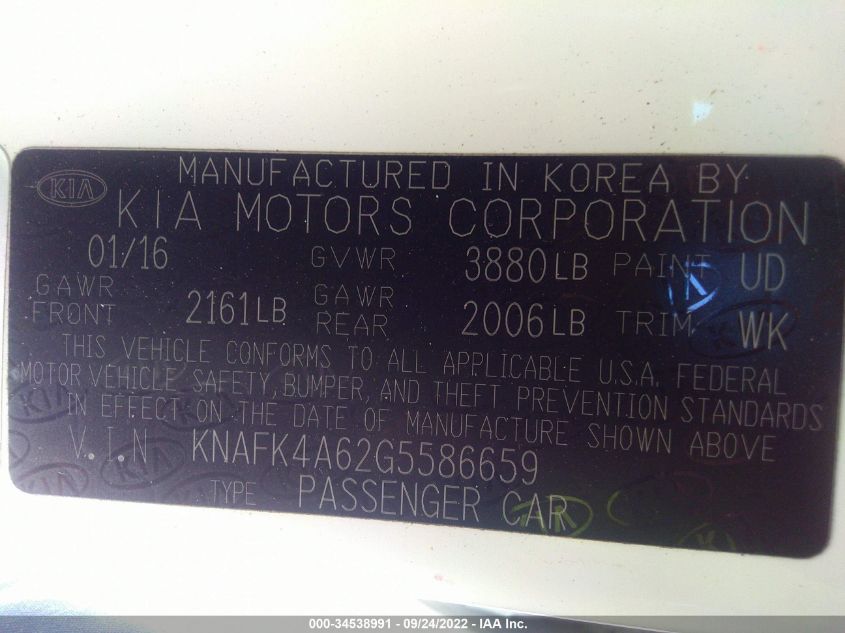 KIA MANUFACTURED IN KOREA BY
KIA MOTORS CORPORATION
01/16 GVWR 3880LB PAINT UD
GAWR FRONT 2161LB GAWR REAR 2006LB TRIM WK
THIS VEHICLE CONFORMS TO ALL APPLICABLE U.S.A. FEDERAL
MOTOR VEHICLE SAFETY, BUMPER, AND THEFT PREVENTION STANDARDS
IN EFFECT ON THE DATE OF MANUFACTURE SHOWN ABOVE
V.I.N KNAFK4A62G5586659
TYPE PASSENGER CAR
000-34538991 - 09/24/2022 - IAA Inc.